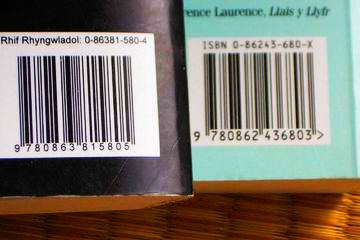 Rhif Rhyngwladol: 0-86381-580-4
9 780863 815805
Laurence, Llais y Llyfr
ISBN 0-86243-680-X
9 780862 436803>